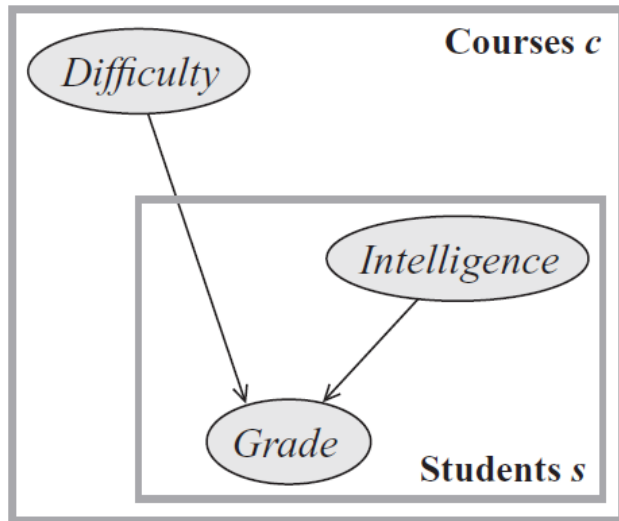 Courses c
Difficulty
Intelligence
Grade
Students s